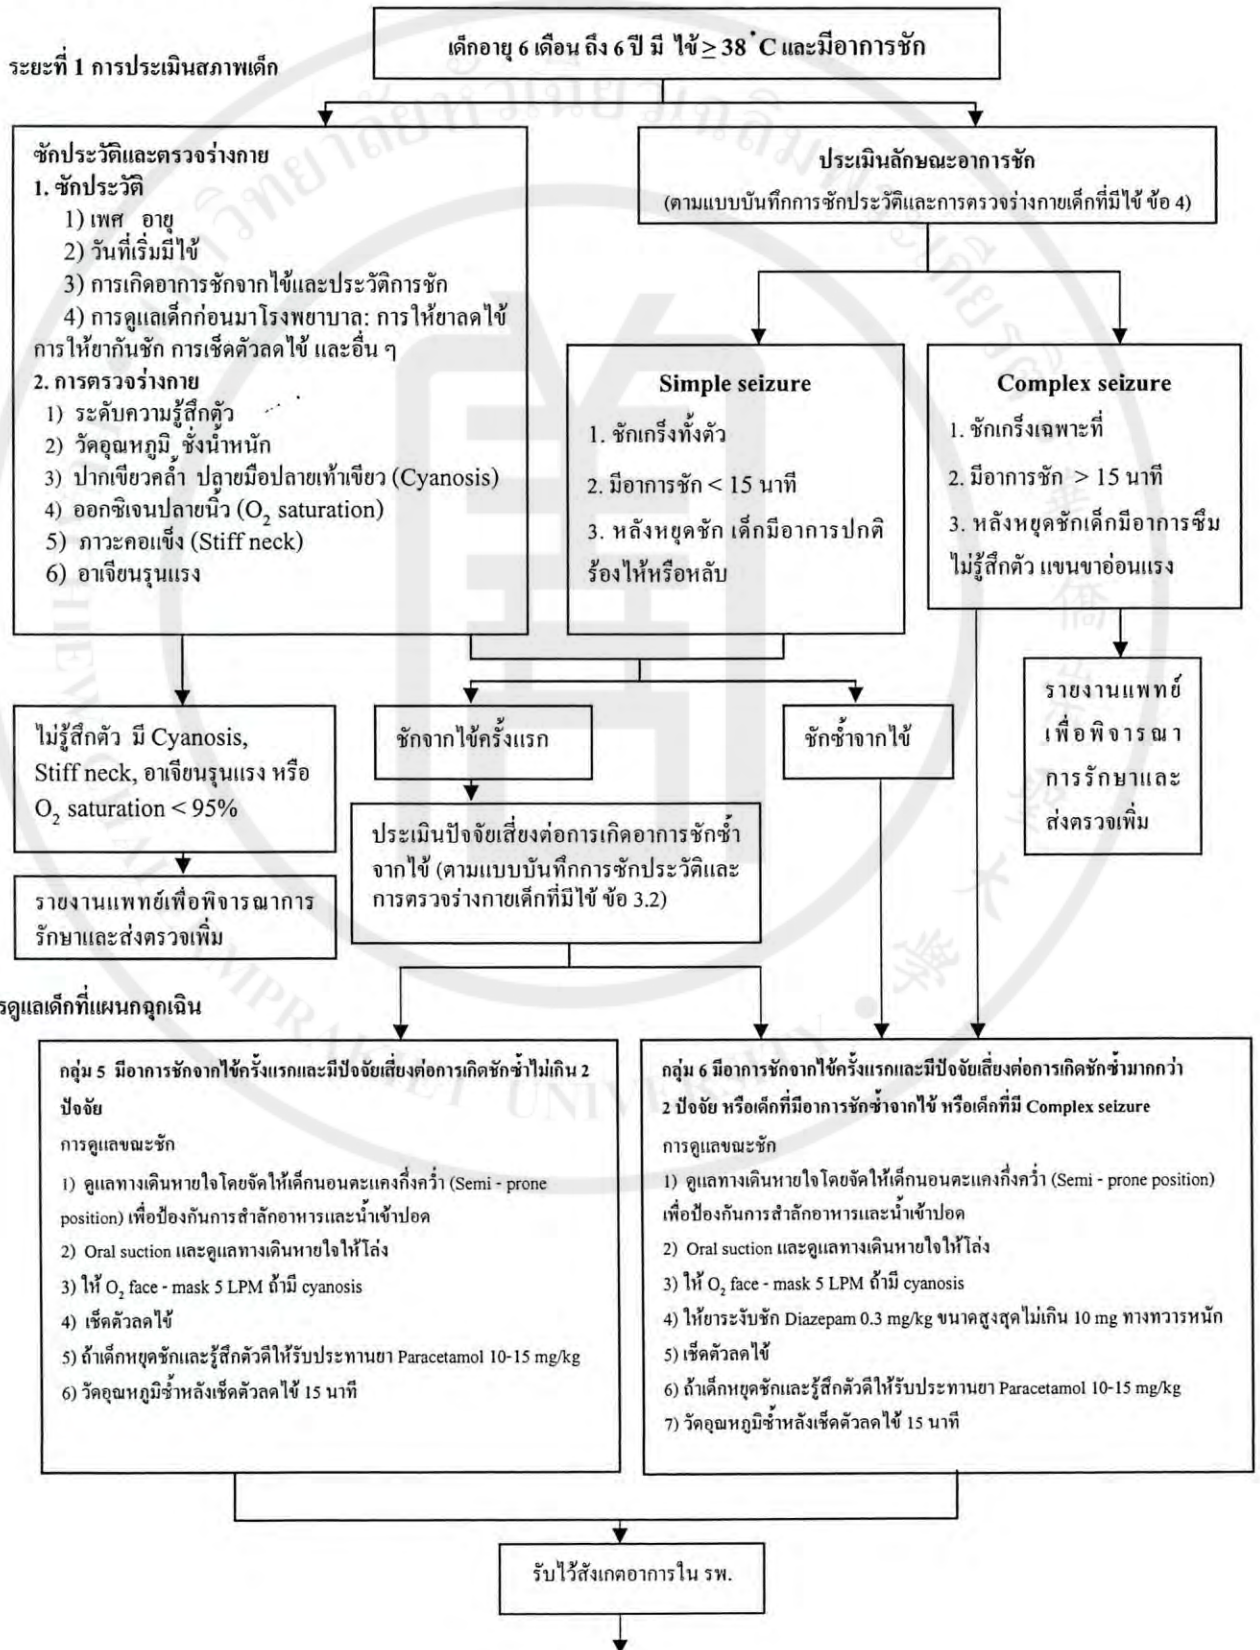 เด็กอายุ 6 เดือน ถึง 6 ปี มี ไข้ ≥ 38 ˚C และมีอาการชัก
ระยะที่ 1 การประเมินสภาพเด็ก
ซักประวัติและตรวจร่างกาย
1. ซักประวัติ
1) เพศ อายุ
2) วันที่เริ่มมีไข้
3) การเกิดอาการชักจากไข้และประวัติการชัก
4) การดูแลเด็กก่อนมาโรงพยาบาล: การให้ยาลดไข้
การให้ยากันชัก การเช็ดตัวลดไข้ และอื่น ๆ
2. การตรวจร่างกาย
1) ระดับความรู้สึกตัว
2) วัดอุณหภูมิ ชั่งน้ำหนัก
3) ปากเขียวคล้ำ ปลายมือปลายเท้าเขียว (Cyanosis)
4) ออกซิเจนปลายนิ้ว (O₂ saturation)
5) ภาวะคอแข็ง (Stiff neck)
6) อาเจียนรุนแรง
ประเมินลักษณะอาการชัก
(ตามแบบบันทึกการซักประวัติและการตรวจร่างกายเด็กที่มีไข้ ข้อ 4)
Simple seizure
1. ชักเกร็งทั้งตัว
2. มีอาการชัก < 15 นาที
3. หลังหยุดชัก เด็กมีอาการปกติ
ร้องไห้หรือหลับ
Complex seizure
1. ชักเกร็งเฉพาะที่
2. มีอาการชัก > 15 นาที
3. หลังหยุดชักเด็กมีอาการซึม
ไม่รู้สึกตัว แขนขาอ่อนแรง
ไม่รู้สึกตัว มี Cyanosis,
Stiff neck, อาเจียนรุนแรง หรือ
O₂ saturation < 95%
รายงานแพทย์เพื่อพิจารณาการ
รักษาและส่งตรวจเพิ่ม
ชักจากไข้ครั้งแรก
ชักซ้ำจากไข้
รายงานแพทย์
เพื่อพิจารณา
การรักษาและ
ส่งตรวจเพิ่ม
ประเมินปัจจัยเสี่ยงต่อการเกิดอาการชักซ้ำ
จากไข้ (ตามแบบบันทึกการซักประวัติและ
การตรวจร่างกายเด็กที่มีไข้ ข้อ 3.2)
รดูแลเด็กที่แผนกฉุกเฉิน
กลุ่ม 5 มีอาการชักจากไข้ครั้งแรกและมีปัจจัยเสี่ยงต่อการเกิดชักซ้ำไม่เกิน 2
ปัจจัย
การดูแลขณะชัก
1) ดูแลทางเดินหายใจโดยจัดให้เด็กนอนตะแคงกึ่งคว่ำ (Semi - prone
position) เพื่อป้องกันการสำลักอาหารและน้ำเข้าปอด
2) Oral suction และดูแลทางเดินหายใจให้โล่ง
3) ให้ O₂ face - mask 5 LPM ถ้ามี cyanosis
4) เช็ดตัวลดไข้
5) ถ้าเด็กหยุดชักและรู้สึกตัวดีให้รับประทานยา Paracetamol 10-15 mg/kg
6) วัดอุณหภูมิซ้ำหลังเช็ดตัวลดไข้ 15 นาที
กลุ่ม 6 มีอาการชักจากไข้ครั้งแรกและมีปัจจัยเสี่ยงต่อการเกิดชักซ้ำมากกว่า
2 ปัจจัย หรือเด็กที่มีอาการชักซ้ำจากไข้ หรือเด็กที่มี Complex seizure
การดูแลขณะชัก
1) ดูแลทางเดินหายใจโดยจัดให้เด็กนอนตะแคงกึ่งคว่ำ (Semi - prone position)
เพื่อป้องกันการสำลักอาหารและน้ำเข้าปอด
2) Oral suction และดูแลทางเดินหายใจให้โล่ง
3) ให้ O₂ face - mask 5 LPM ถ้ามี cyanosis
4) ให้ยาระงับชัก Diazepam 0.3 mg/kg ขนาดสูงสุดไม่เกิน 10 mg ทางทวารหนัก
5) เช็ดตัวลดไข้
6) ถ้าเด็กหยุดชักและรู้สึกตัวดีให้รับประทานยา Paracetamol 10-15 mg/kg
7) วัดอุณหภูมิซ้ำหลังเช็ดตัวลดไข้ 15 นาที
รับไว้สังเกตอาการใน รพ.